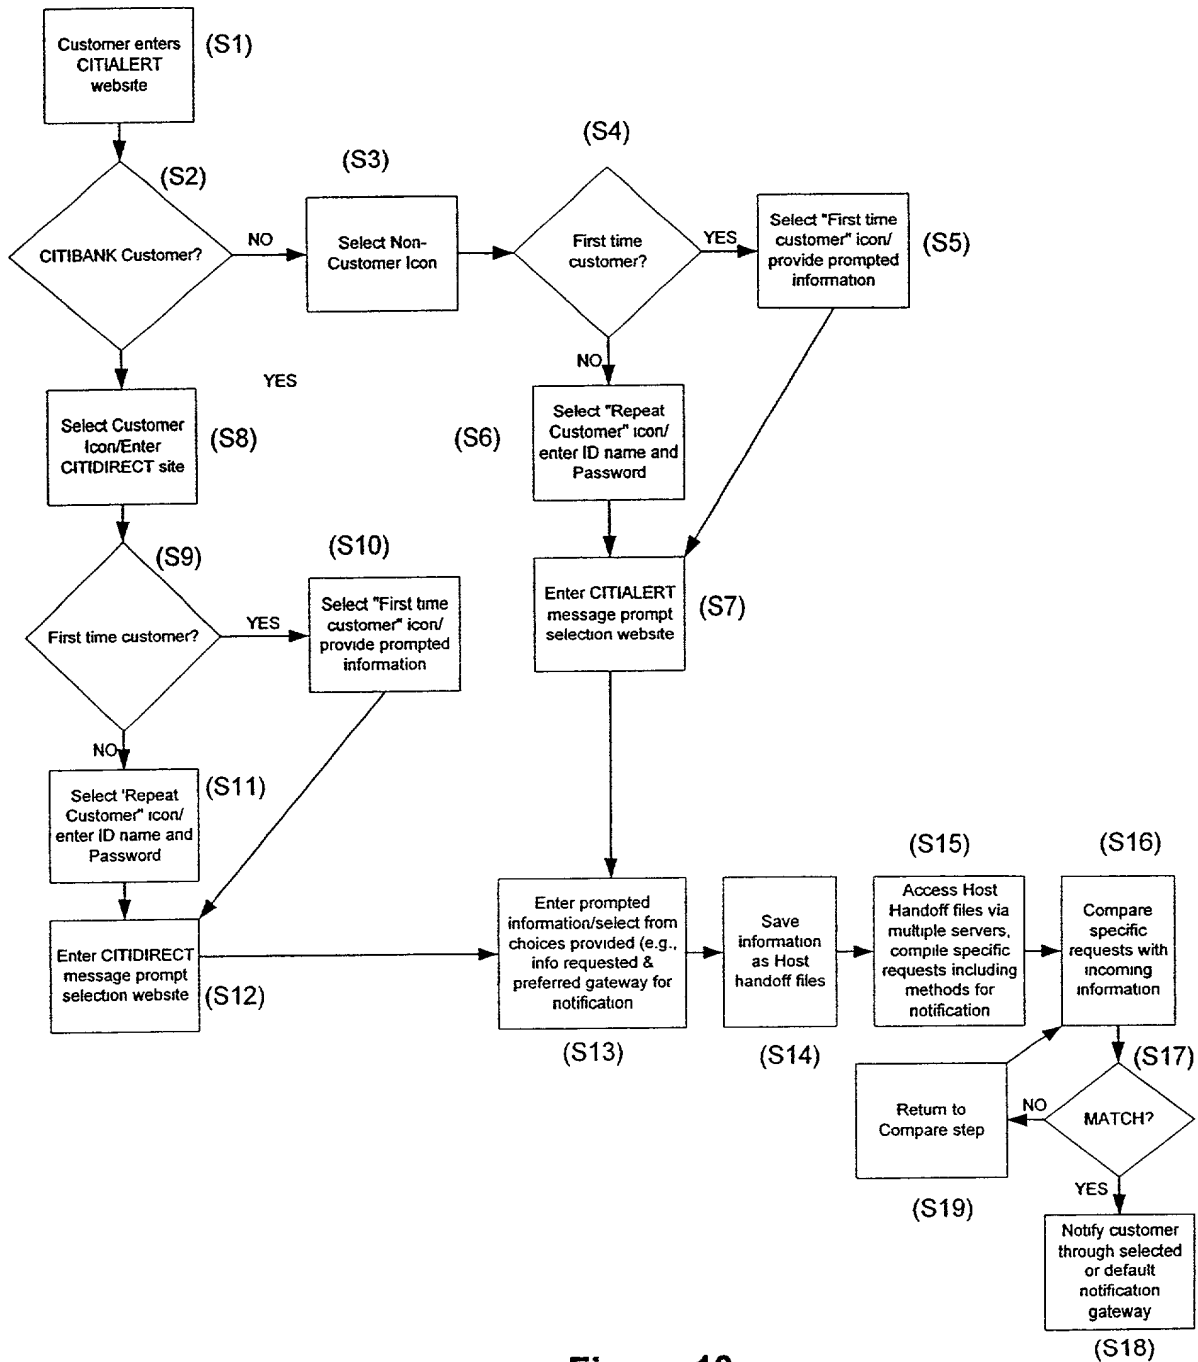 Customer enters
CITIALERT
website
(S1)
(S2)
CITIBANK Customer?
NO
(S3)
Select Non-
Customer Icon
(S4)
First time
customer?
YES
Select "First time
customer" icon/
provide prompted
information
(S5)
YES
NO
Select Customer
Icon/Enter
CITIDIRECT site
(S8)
(S6)
Select "Repeat
Customer" icon/
enter ID name and
Password
(S9)
First time customer?
YES
(S10)
Select "First time
customer" icon/
provide prompted
information
Enter CITIALERT
message prompt
selection website
(S7)
NO
Select 'Repeat
Customer" icon/
enter ID name and
Password
(S11)
Enter CITIDIRECT
message prompt
selection website
(S12)
Enter prompted
information/select from
choices provided (e.g.,
info requested &
preferred gateway for
notification
(S13)
Save
information
as Host
handoff files
(S14)
(S15)
Access Host
Handoff files via
multiple servers,
compile specific
requests including
methods for
notification
(S16)
Compare
specific
requests with
incoming
information
(S17)
MATCH?
NO
Return to
Compare step
(S19)
YES
Notify customer
through selected
or default
notification
gateway
(S18)